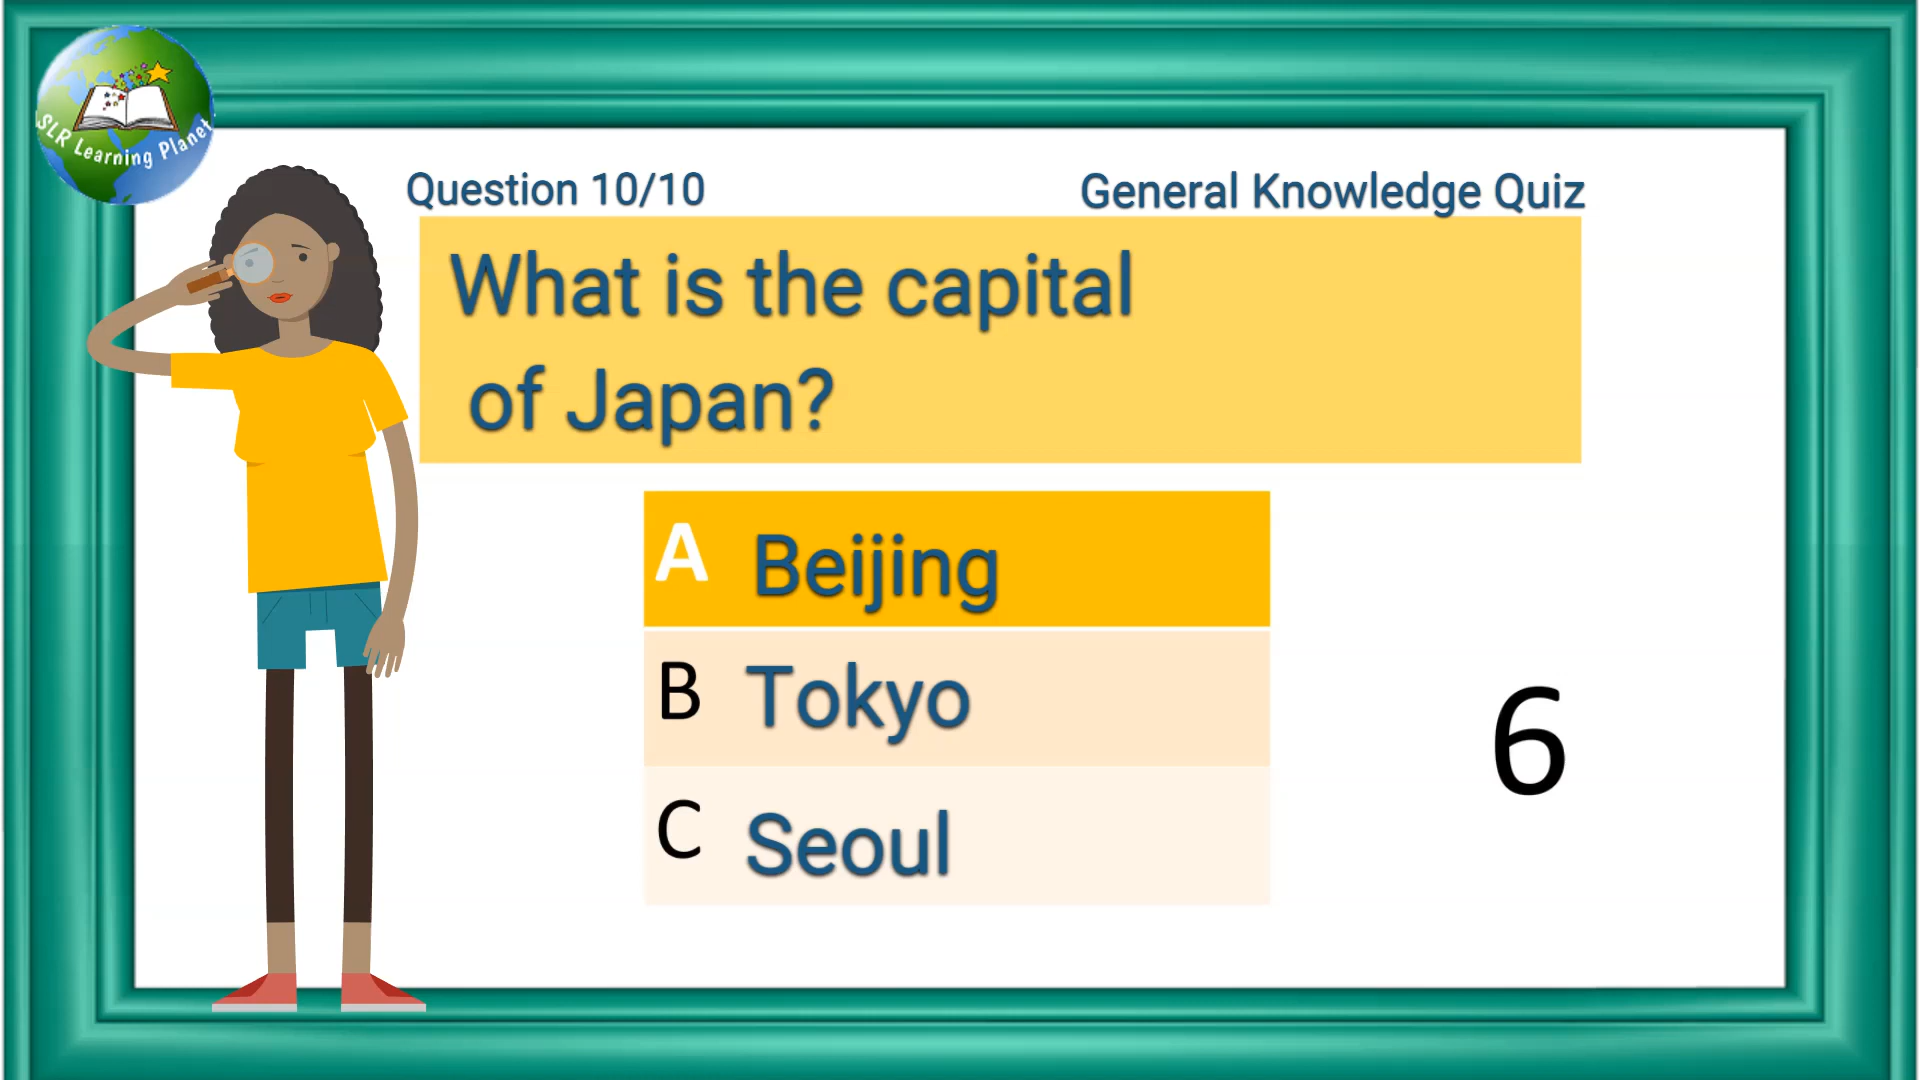 SLR Learning Planet
Question 10/10
General Knowledge Quiz
What is the capital
of Japan?
A Beijing
B Tokyo
C Seoul
6